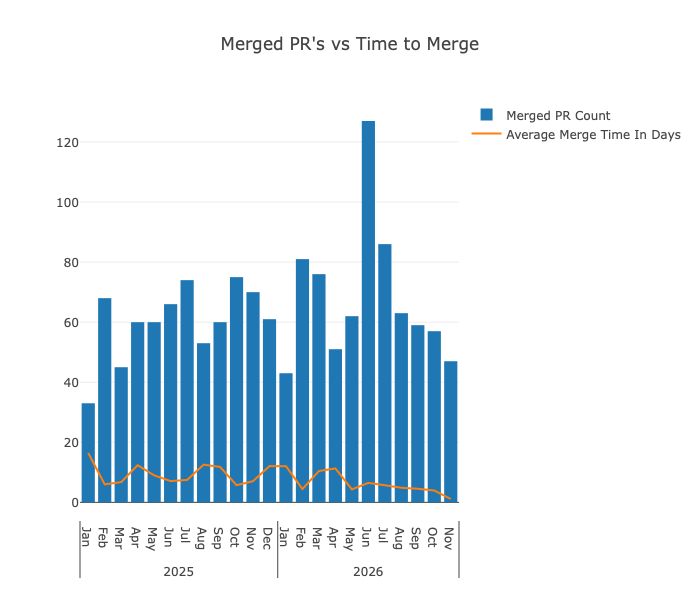 Merged PR's vs Time to Merge
Merged PR Count
Average Merge Time In Days
120
100
80
60
40
20
0
Jan Feb Mar Apr May Jun Jul Aug Sep Oct Nov Dec Jan Feb Mar Apr May Jun Jul Aug Sep Oct Nov
2025 2026